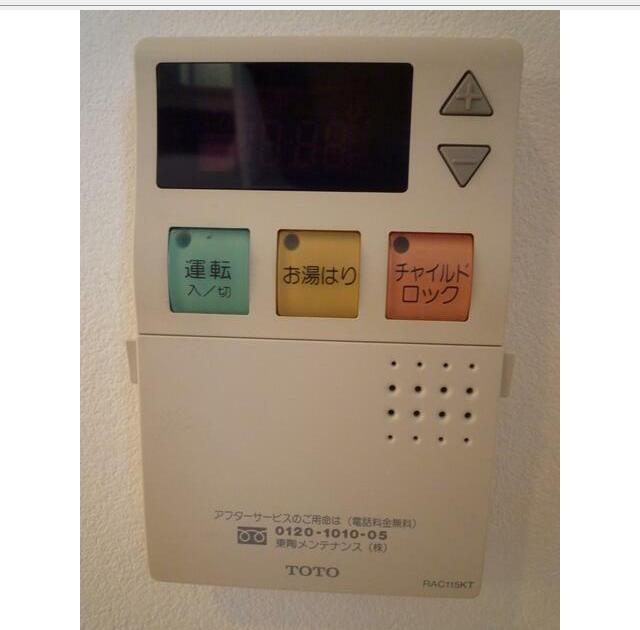 ＋
－
運転
入／切
お湯はり
チャイルド
ロック
アフターサービスのご用命は（電話料金無料）
0120-1010-05
東陶メンテナンス（株）
TOTO
RAC115KT